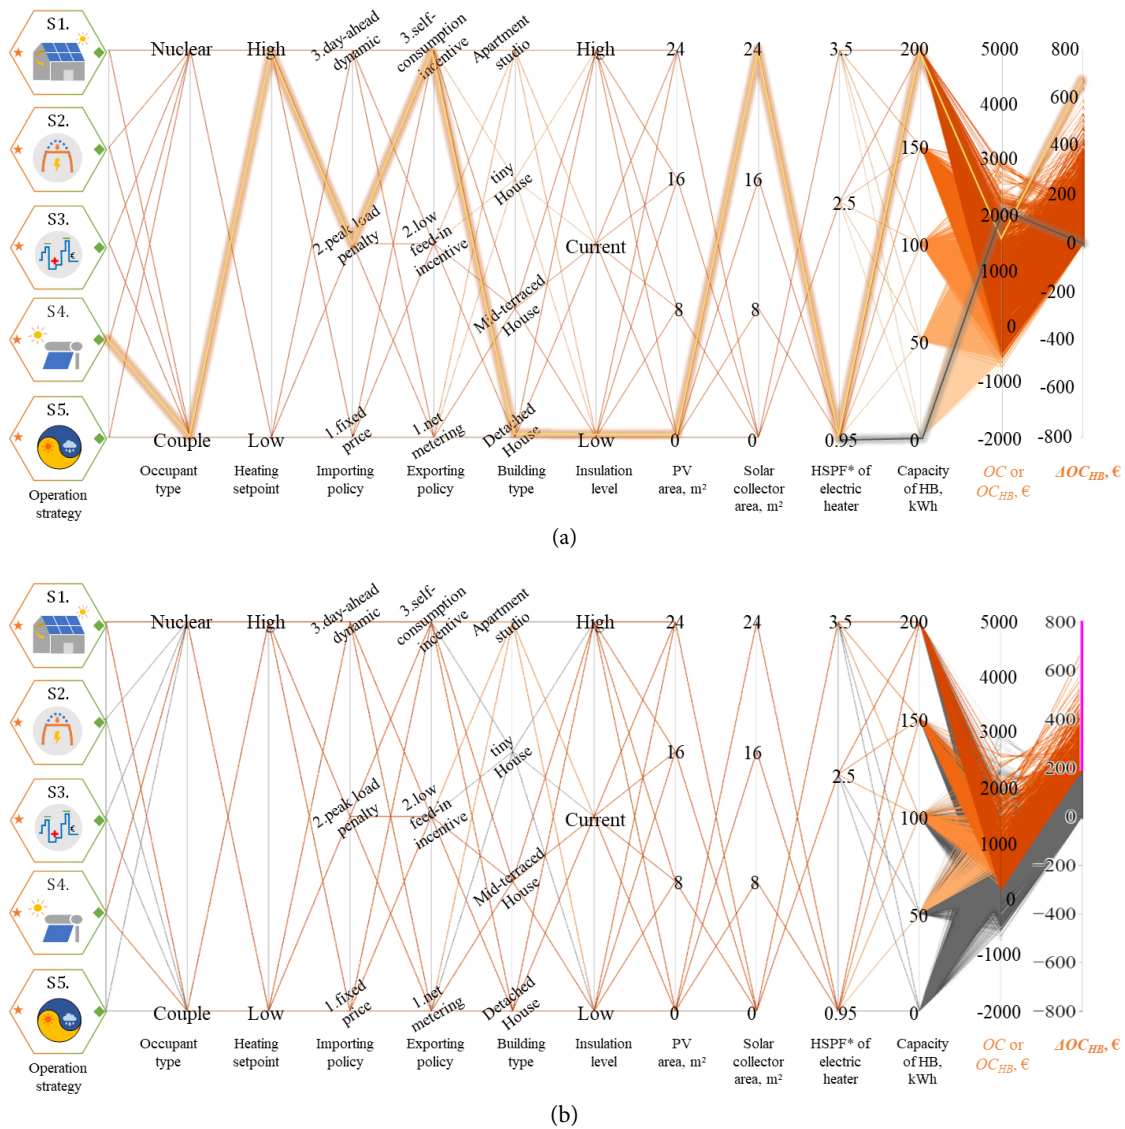 S1.
S2.
S3.
€
S4.
S5.
Operation
strategy
Nuclear
Couple
Occupant
type
High
Low
Heating
setpoint
3.day-ahead
dynamic
2.peak load
penalty
1.fixed
price
Importing
policy
3.self-
consumption
incentive
2.low
feed-in
incentive
1.net
metering
Exporting
policy
Apartment
studio
tiny
House
Mid-terraced
House
Detached
House
Building
type
High
Current
Low
Insulation
level
24
16
8
0
PV
area, m²
24
16
8
0
Solar
collector
area, m²
3.5
2.5
0.95
HSPF* of
electric
heater
200
150
100
50
0
Capacity
of HB,
kWh
5000
4000
3000
2000
1000
0
-1000
-2000
OC or
OC_HB, €
800
600
400
200
0
-200
-400
-600
-800
ΔOC_HB, €
(a)
S1.
S2.
S3.
€
S4.
S5.
Operation
strategy
Nuclear
Couple
Occupant
type
High
Low
Heating
setpoint
3.day-ahead
dynamic
2.peak load
penalty
1.fixed
price
Importing
policy
3.self-
consumption
incentive
2.low
feed-in
incentive
1.net
metering
Exporting
policy
Apartment
studio
tiny
House
Mid-terraced
House
Detached
House
Building
type
High
Current
Low
Insulation
level
24
16
8
0
PV
area, m²
24
16
8
0
Solar
collector
area, m²
3.5
2.5
0.95
HSPF* of
electric
heater
200
150
100
50
0
Capacity
of HB,
kWh
5000
4000
3000
2000
1000
0
-1000
-2000
OC or
OC_HB, €
800
600
400
200
0
−200
−400
−600
−800
ΔOC_HB, €
(b)